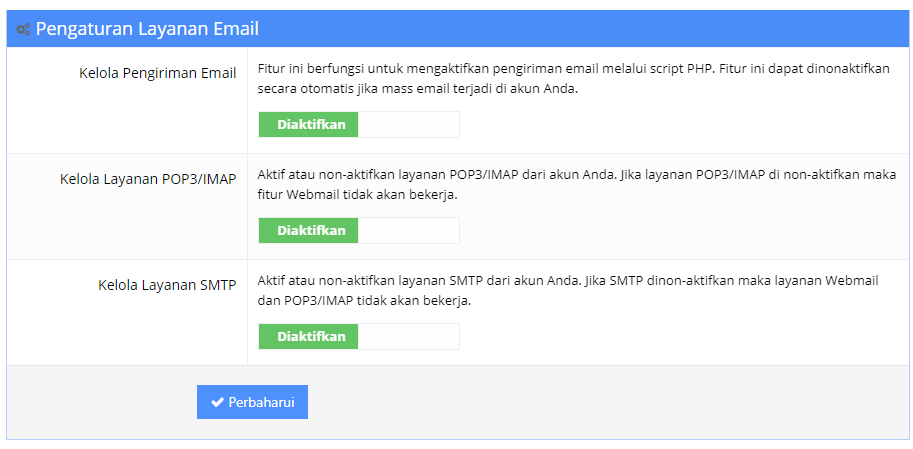 Pengaturan Layanan Email
Kelola Pengiriman Email
Fitur ini berfungsi untuk mengaktifkan pengiriman email melalui script PHP. Fitur ini dapat dinonaktifkan
secara otomatis jika mass email terjadi di akun Anda.
Diaktifkan
Kelola Layanan POP3/IMAP
Aktif atau non-aktifkan layanan POP3/IMAP dari akun Anda. Jika layanan POP3/IMAP di non-aktifkan maka
fitur Webmail tidak akan bekerja.
Diaktifkan
Kelola Layanan SMTP
Aktif atau non-aktifkan layanan SMTP dari akun Anda. Jika SMTP dinon-aktifkan maka layanan Webmail
dan POP3/IMAP tidak akan bekerja.
Diaktifkan
Perbaharui